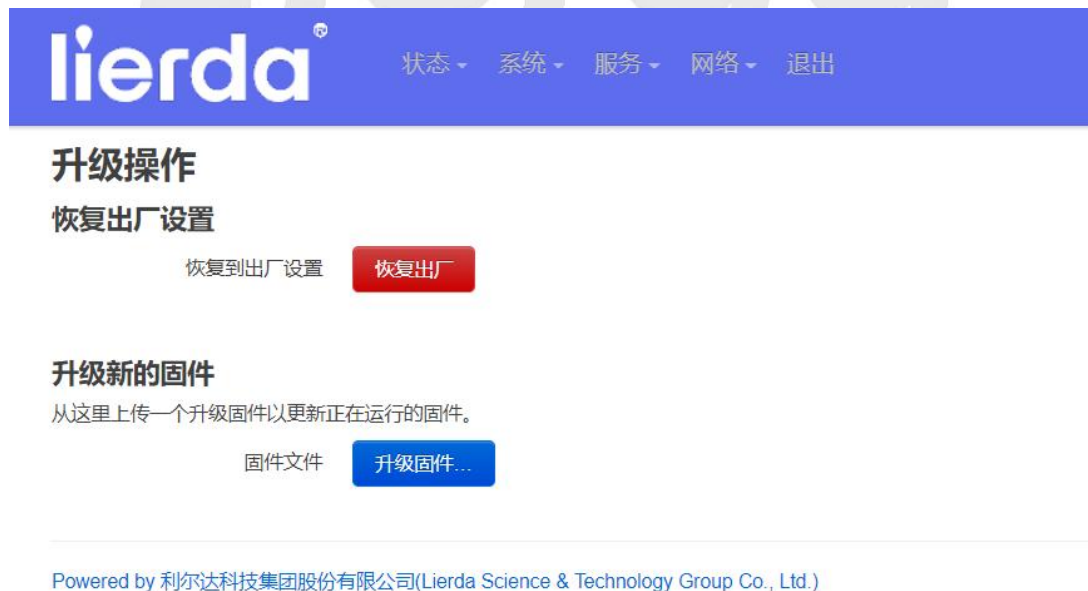 lierda®
状态 系统 服务 网络 退出
升级操作
恢复出厂设置
恢复到出厂设置 恢复出厂
升级新的固件
从这里上传一个升级固件以更新正在运行的固件。
固件文件 升级固件...
Powered by 利尔达科技集团股份有限公司(Lierda Science & Technology Group Co., Ltd.)